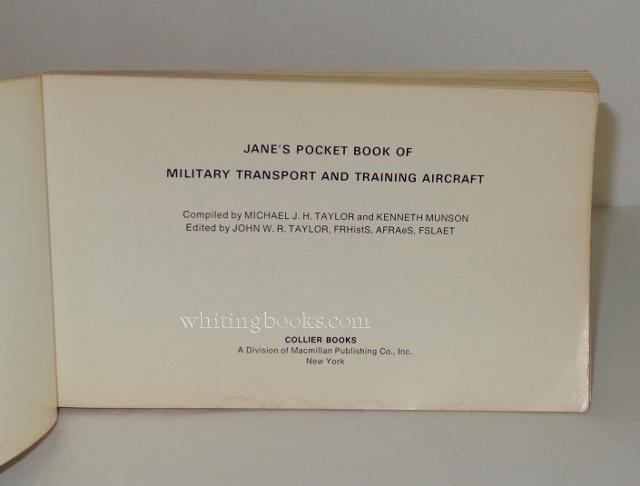 JANE'S POCKET BOOK OF
MILITARY TRANSPORT AND TRAINING AIRCRAFT
Compiled by MICHAEL J. H. TAYLOR and KENNETH MUNSON
Edited by JOHN W. R. TAYLOR, FRHistS, AFRAeS, FSLAET
whitingbooks.com
COLLIER BOOKS
A Division of Macmillan Publishing Co., Inc.
New York